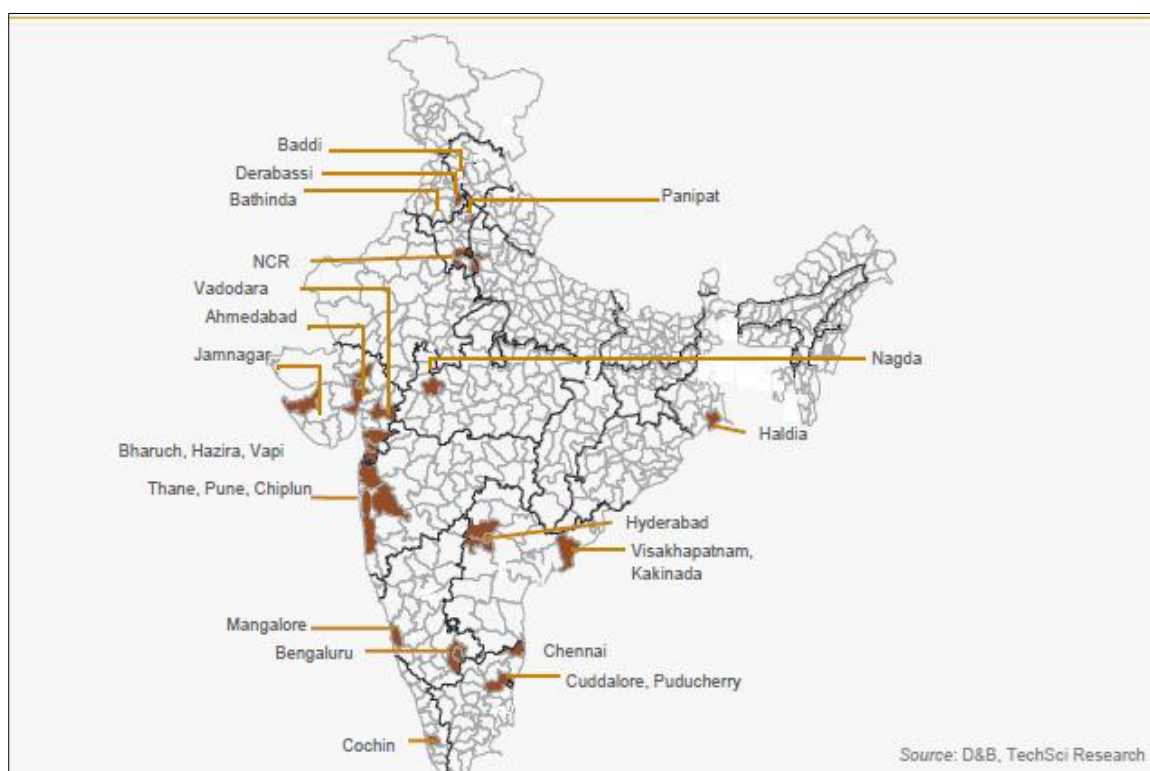 Baddi
Derabassi
Bathinda
Panipat
NCR
Vadodara
Ahmedabad
Jamnagar
Nagda
Haldia
Bharuch, Hazira, Vapi
Thane, Pune, Chiplun
Hyderabad
Visakhapatnam,
Kakinada
Mangalore
Bengaluru
Chennai
Cuddalore, Puducherry
Cochin
Source: D&B, TechSci Research